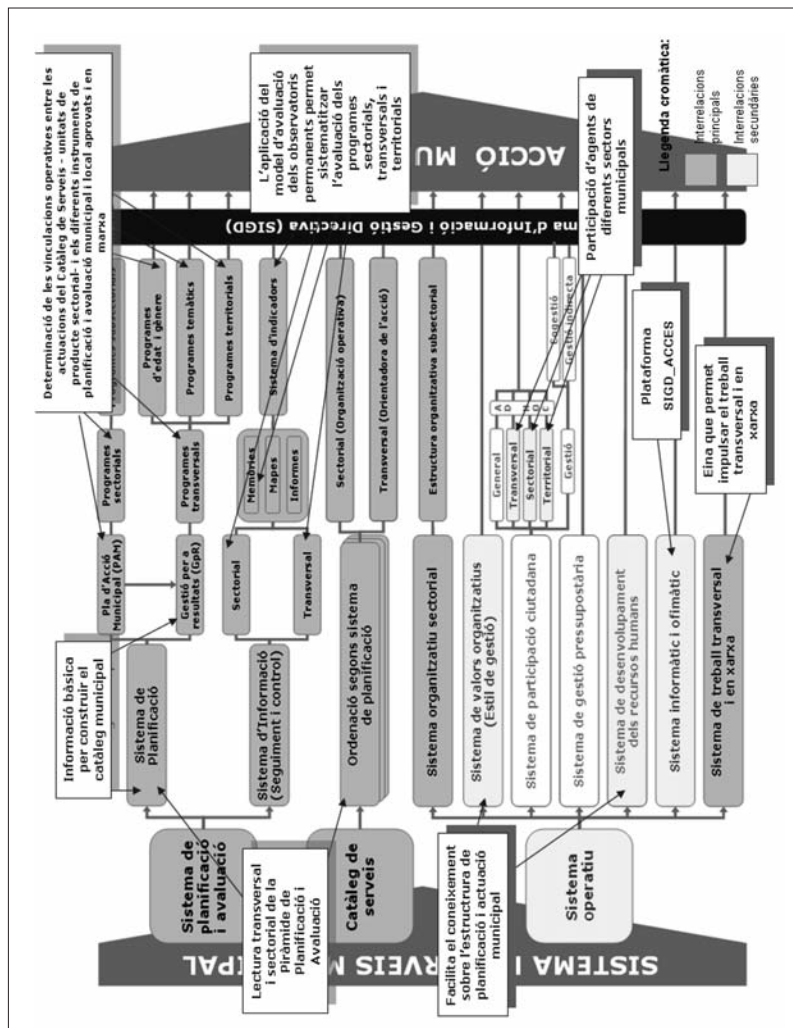 Determinació de les vinculacions operatives entre les
actuacions del Catàleg de Serveis - unitats de
producte sectorial- i els diferents instruments de
planificació i avaluació municipal i local aprovats i en
marxa
L'aplicació del
model d'avaluació
dels observatoris
permanents permet
sistematitzar
l'avaluació dels
programes
sectorials,
transversals i
territorials
Participació d'agents de
diferents sectors
municipals
Plataforma
SIGD_ACCES
Eina que permet
impulsar el treball
transversal i en
xarxa
Informació bàsica
per construir el
catàleg municipal
Lectura transversal
i sectorial de la
Piràmide de
Planificació i
Avaluació
Facilita el coneixement
sobre l'estructrura de
planificació i actuació
municipal
Llegenda cromàtica:
Interrelacions
principals
Interrelacions
secundàries
ACCIÓ MU
ma d'Informació i Gestió Directiva (SIGD)
SISTEMA
SERVEIS M
IPAL
Sistema de
planificació
i avaluació
Catàleg de
serveis
Sistema
operatiu
Sistema de
Planificació
Sistema d'Informació
(Seguiment i control)
Ordenació segons sistema
de planificació
Sistema organitzatiu sectorial
Sistema de valors organitzatius
(Estil de gestió)
Sistema de participació ciutadana
Sistema de gestió pressupostària
Sistema de desenvolupament
dels recursos humans
Sistema informàtic i ofimàtic
Sistema de treball transversal
i en xarxa
Pla d'Acció
Municipal (PAM)
Gestió per a
resultats (GpR)
Sectorial
Transversal
Programes
sectorials
Programes
transversals
Memòries
Mapes
Informes
Programes subsectorials
Programes
d'edat i gènere
Programes temàtics
Programes territorials
Sistema d'indicadors
Sectorial (Organització operativa)
Transversal (Orientadora de l'acció)
Estructura organitzativa subsectorial
General
Transversal
Sectorial
Territorial
Gestió
A
D
H
O
C
Cogestió
Gestió indirecta